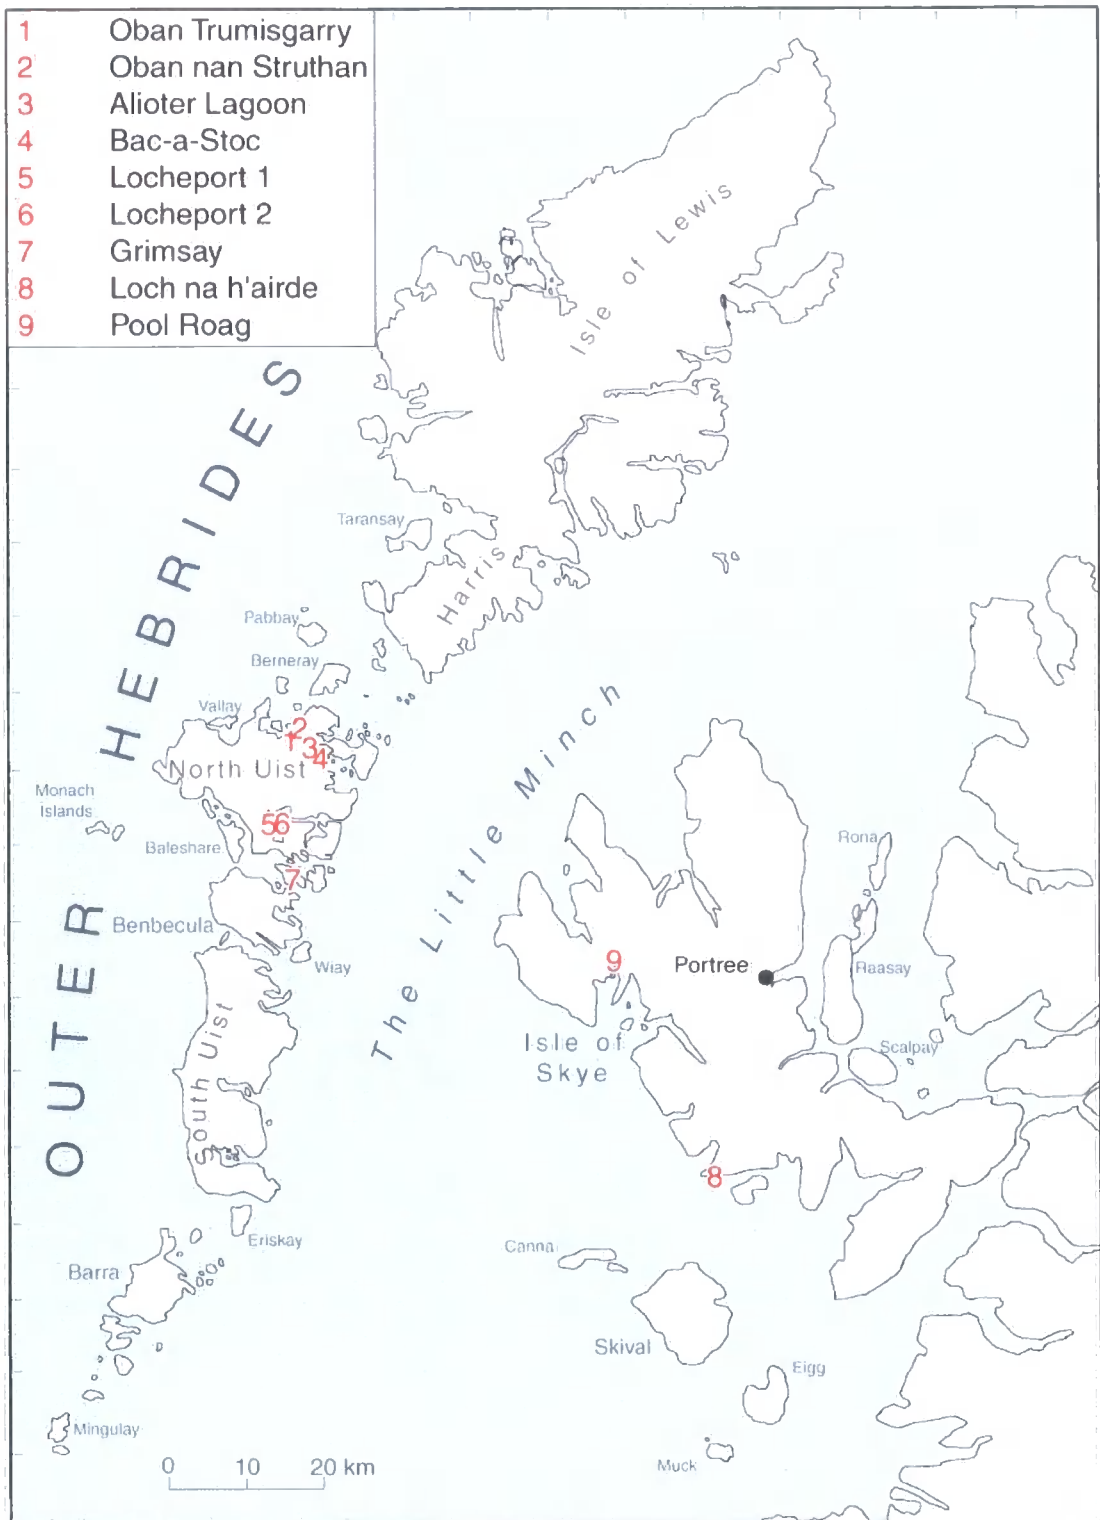 1 Oban Trumisgarry
2 Oban nan Struthan
3 Alioter Lagoon
4 Bac-a-Stoc
5 Locheport 1
6 Locheport 2
7 Grimsay
8 Loch na h'airde
9 Pool Roag
OUTER HEBRIDES
Isle of Lewis
Taransay
Harris
Pabbay
Berneray
Vallay
2
1
3
4
North Uist
Monach
Islands
56
Baleshare
7
Benbecula
Wiay
South Uist
The Little Minch
Rona
9
Portree
Raasay
Isle of
Skye
Scalpay
8
Eriskay
Canna
Barra
Skival
Eigg
Mingulay
Muck
0 10 20 km